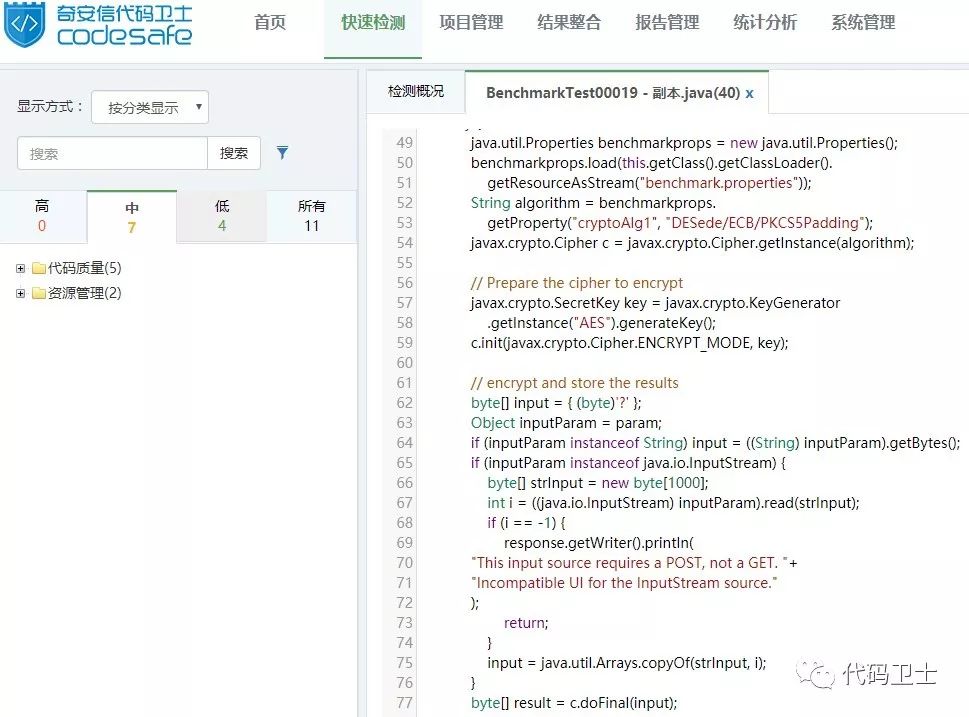 奇安信代码卫士
codesafe
首页 快速检测 项目管理 结果整合 报告管理 统计分析 系统管理
显示方式： 按分类显示
搜索 搜索
高 中 低 所有
0 7 4 11
代码质量(5)
资源管理(2)
检测概况 BenchmarkTest00019 - 副本.java(40) x
49 java.util.Properties benchmarkprops = new java.util.Properties();
50 benchmarkprops.load(this.getClass().getClassLoader().
51 getResourceAsStream("benchmark.properties"));
52 String algorithm = benchmarkprops.
53 getProperty("cryptoAlg1", "DESede/ECB/PKCS5Padding");
54 javax.crypto.Cipher c = javax.crypto.Cipher.getInstance(algorithm);
55
56 // Prepare the cipher to encrypt
57 javax.crypto.SecretKey key = javax.crypto.KeyGenerator
58 .getInstance("AES").generateKey();
59 c.init(javax.crypto.Cipher.ENCRYPT_MODE, key);
60
61 // encrypt and store the results
62 byte[] input = { (byte)'?' };
63 Object inputParam = param;
64 if (inputParam instanceof String) input = ((String) inputParam).getBytes();
65 if (inputParam instanceof java.io.InputStream) {
66 byte[] strInput = new byte[1000];
67 int i = ((java.io.InputStream) inputParam).read(strInput);
68 if (i == -1) {
69 response.getWriter().println(
70 "This input source requires a POST, not a GET. "+
71 "Incompatible UI for the InputStream source."
72 );
73 return;
74 }
75 input = java.util.Arrays.copyOf(strInput, i);
76 }
77 byte[] result = c.doFinal(input);
代码卫士